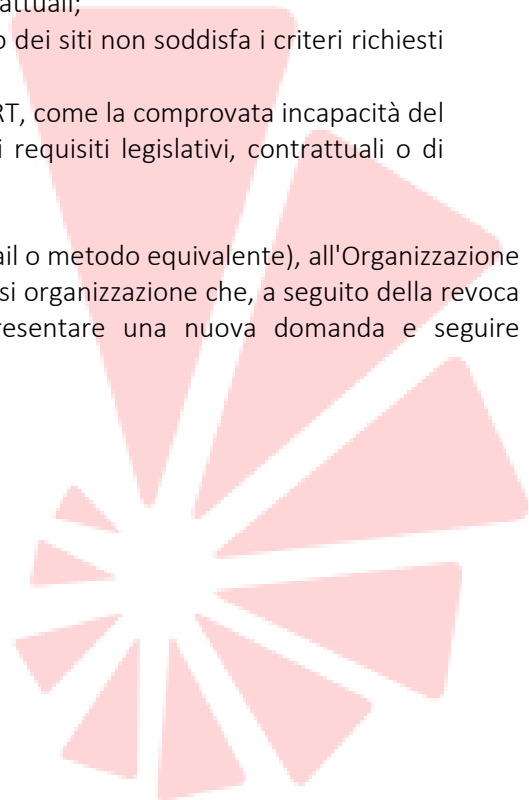 attuali;
o dei siti non soddisfa i criteri richiesti
RT, come la comprovata incapacità del
i requisiti legislativi, contrattuali o di
ail o metodo equivalente), all'Organizzazione
si organizzazione che, a seguito della revoca
resentare una nuova domanda e seguire